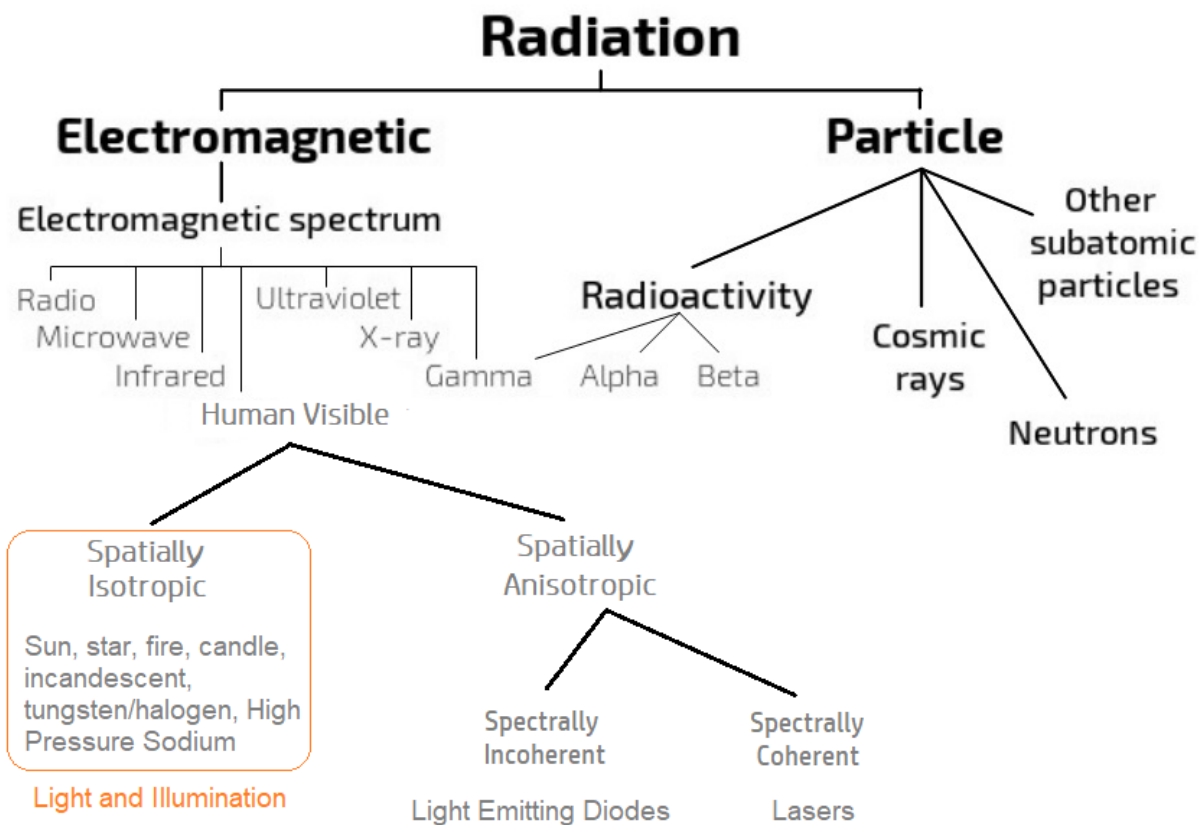 Radiation
Electromagnetic
Particle
Electromagnetic spectrum
Other
subatomic
particles
Radio
Ultraviolet
Radioactivity
Microwave
X-ray
Cosmic
rays
Infrared
Gamma
Alpha
Beta
Human Visible
Neutrons
Spatially
Isotropic
Sun, star, fire, candle,
incandescent,
tungsten/halogen, High
Pressure Sodium
Light and Illumination
Spatially
Anisotropic
Spectrally
Incoherent
Light Emitting Diodes
Spectrally
Coherent
Lasers